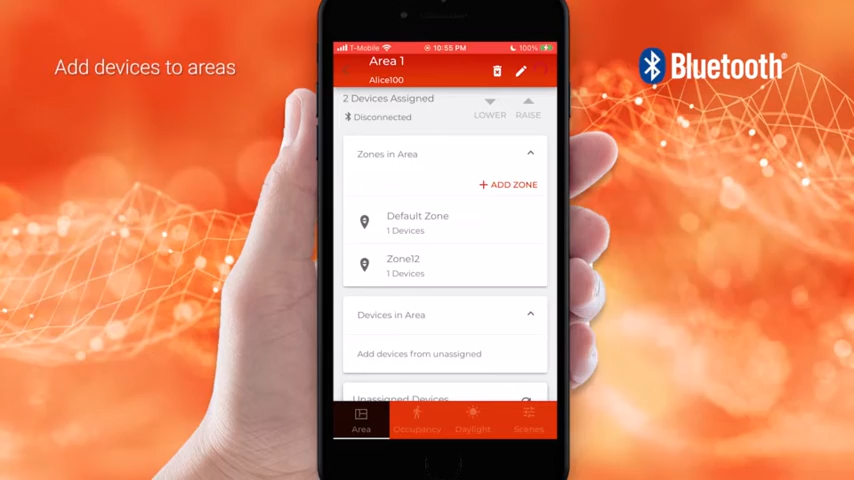 Add devices to areas
Bluetooth®
T-Mobile
10:55 PM
100%
Area 1
Alice100
2 Devices Assigned
Disconnected
LOWER
RAISE
Zones in Area
+ ADD ZONE
Default Zone
1 Devices
Zone12
1 Devices
Devices in Area
Add devices from unassigned
Unassigned Devices
Area
Occupancy
Daylight
Scenes